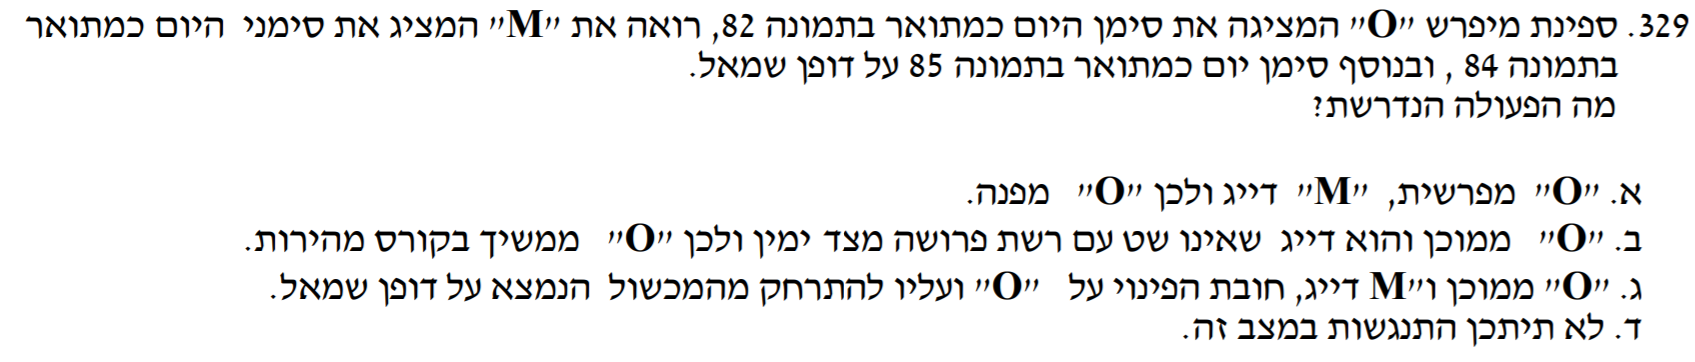 329. ספינת מיפרש "O" המציגה את סימן היום כמתואר בתמונה 82, רואה את "M" המציג את סימני היום כמתואר
בתמונה 84 , ובנוסף סימן יום כמתואר בתמונה 85 על דופן שמאל.
מה הפעולה הנדרשת?
א. "O" מפרשית, "M" דייג ולכן "O" מפנה.
ב. "O" ממוכן והוא דייג שאינו שט עם רשת פרושה מצד ימין ולכן "O" ממשיך בקורס מהירות.
ג. "O" ממוכן ו"M דייג, חובת הפינוי על "O" ועליו להתרחק מהמכשול הנמצא על דופן שמאל.
ד. לא תיתכן התנגשות במצב זה.